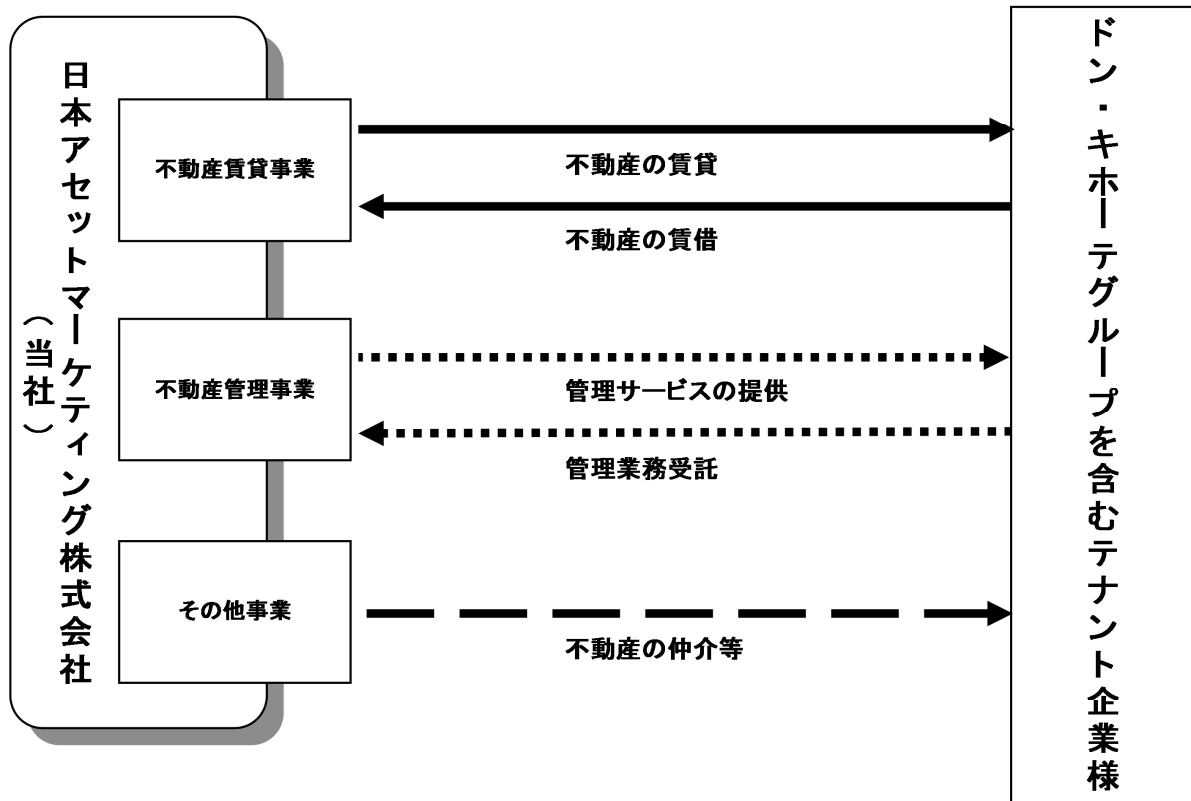 日本アセットマーケティング株式会社
（当社）
不動産賃貸事業
不動産の賃貸
不動産の賃借
不動産管理事業
管理サービスの提供
管理業務受託
その他事業
不動産の仲介等
ドン・キホーテグループを含むテナント企業様